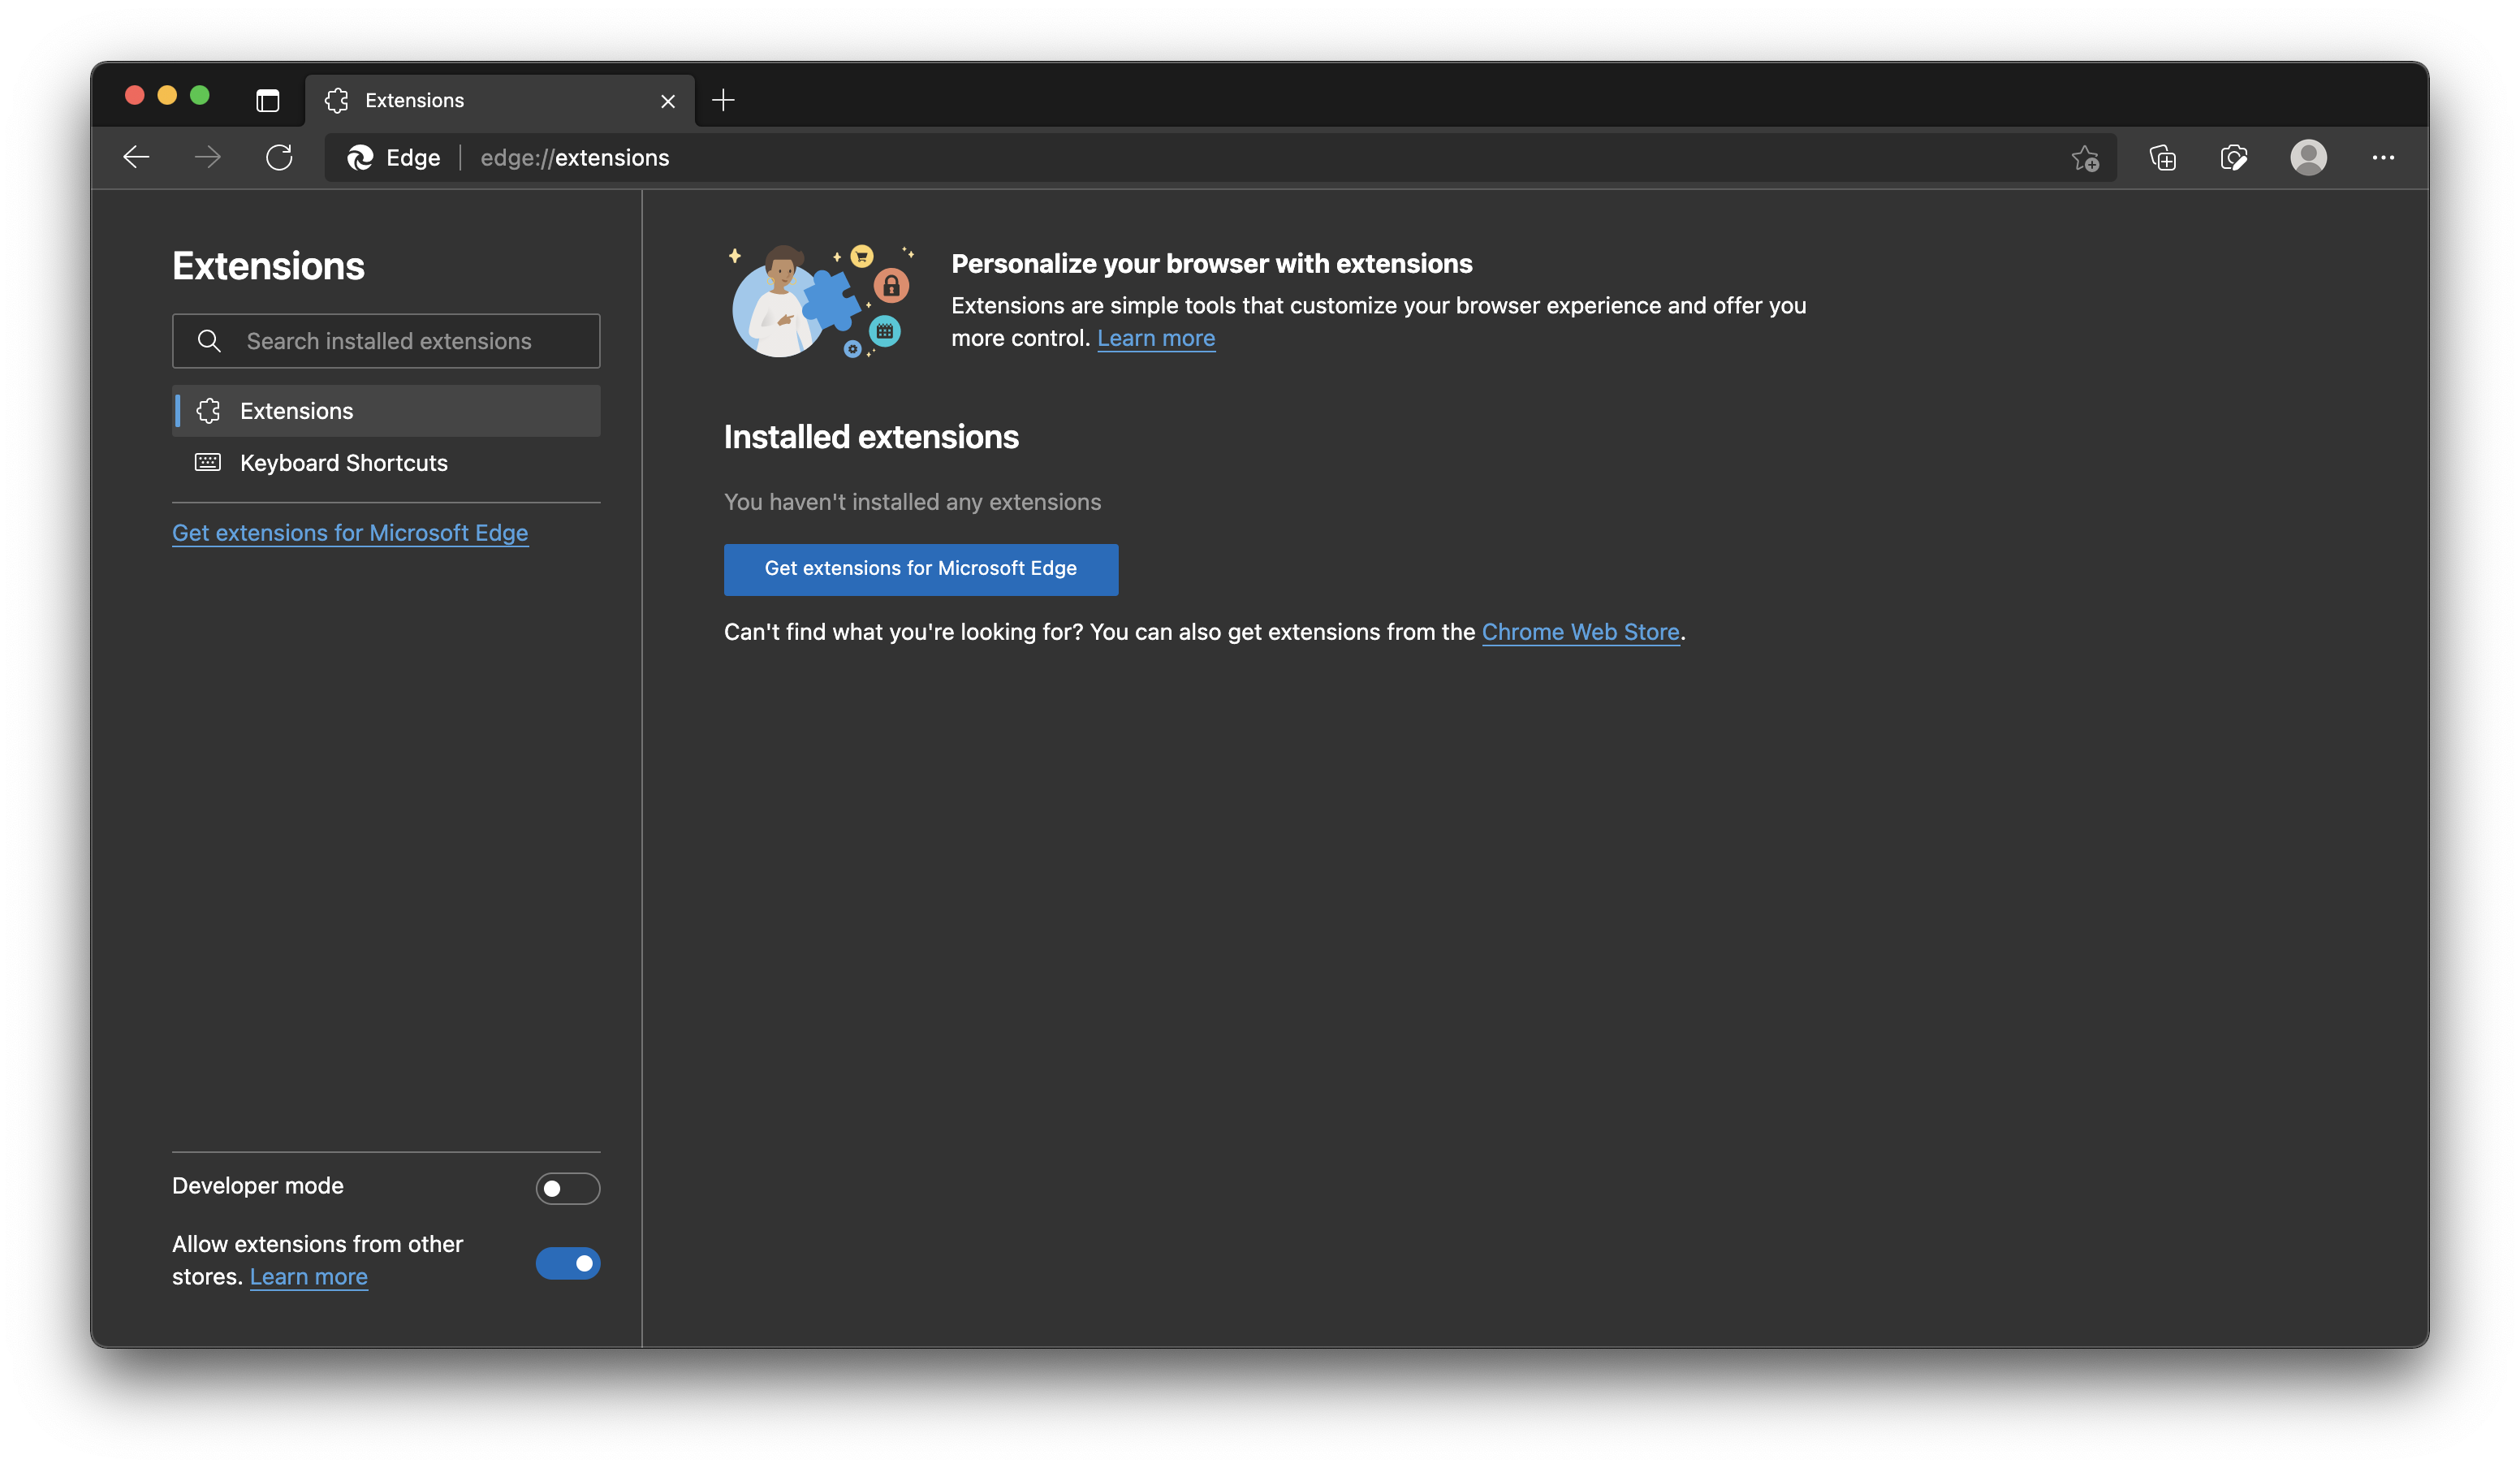 Extensions
Edge | edge://extensions
Extensions
Search installed extensions
Extensions
Keyboard Shortcuts
Get extensions for Microsoft Edge
Developer mode
Allow extensions from other
stores. Learn more
Personalize your browser with extensions
Extensions are simple tools that customize your browser experience and offer you
more control. Learn more
Installed extensions
You haven't installed any extensions
Get extensions for Microsoft Edge
Can't find what you're looking for? You can also get extensions from the Chrome Web Store.